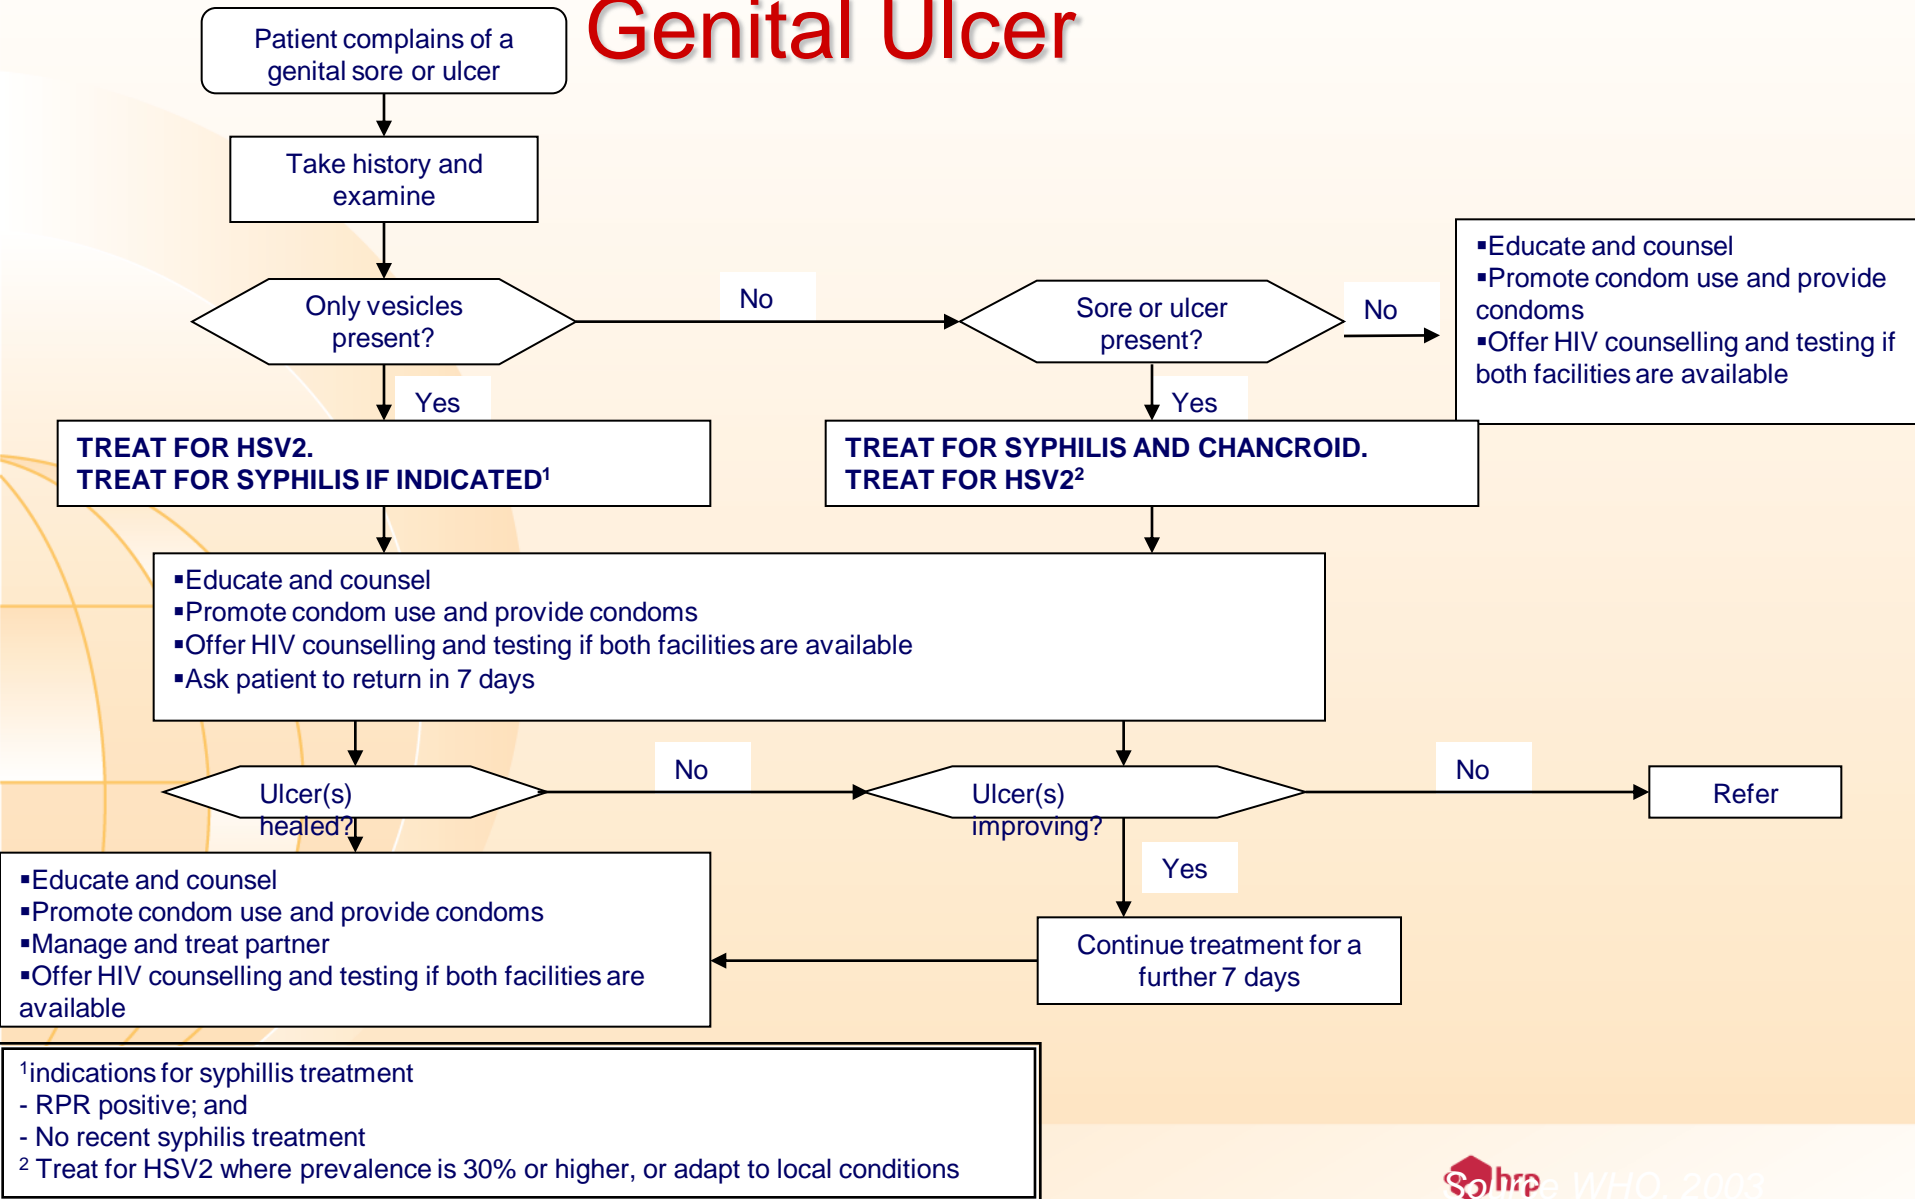 Genital Ulcer
Patient complains of a
genital sore or ulcer
Take history and
examine
Only vesicles
present?
No
Sore or ulcer
present?
No
▪Educate and counsel
▪Promote condom use and provide
condoms
▪Offer HIV counselling and testing if
both facilities are available
Yes
Yes
TREAT FOR HSV2.
TREAT FOR SYPHILIS IF INDICATED¹
TREAT FOR SYPHILIS AND CHANCROID.
TREAT FOR HSV2²
▪Educate and counsel
▪Promote condom use and provide condoms
▪Offer HIV counselling and testing if both facilities are available
▪Ask patient to return in 7 days
Ulcer(s)
healed?
No
Ulcer(s)
improving?
No
Refer
Yes
▪Educate and counsel
▪Promote condom use and provide condoms
▪Manage and treat partner
▪Offer HIV counselling and testing if both facilities are
available
Continue treatment for a
further 7 days
¹indications for syphillis treatment
- RPR positive; and
- No recent syphilis treatment
² Treat for HSV2 where prevalence is 30% or higher, or adapt to local conditions
hrp
Source WHO, 2003